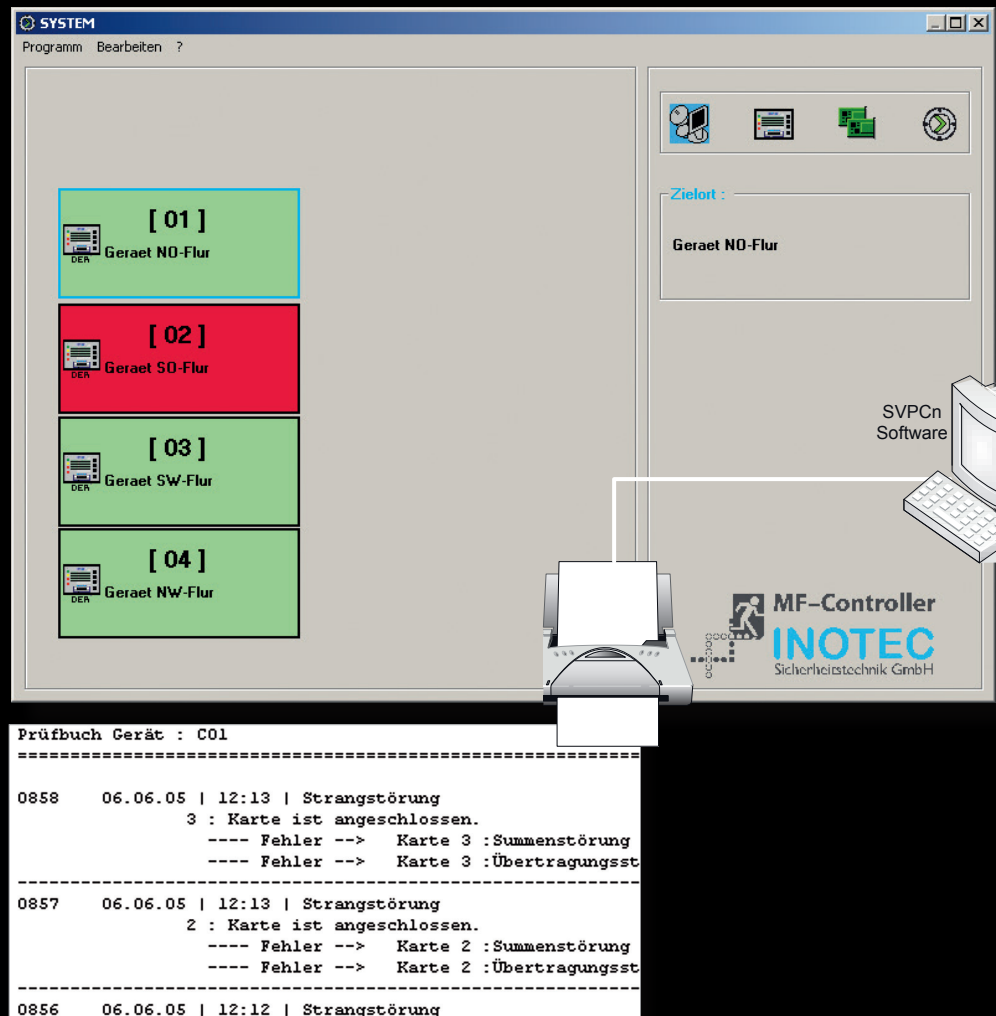 SYSTEM
Programm Bearbeiten ?
[ 01 ]
DER Geraet NO-Flur
[ 02 ]
DER Geraet SO-Flur
[ 03 ]
DER Geraet SW-Flur
[ 04 ]
DER Geraet NW-Flur
Zielort :
Geraet NO-Flur
SVPCn
Software
MF-Controller
INOTEC
Sicherheitstechnik GmbH
Prüfbuch Gerät : C01
============================================================
0858 06.06.05 | 12:13 | Strangstörung
3 : Karte ist angeschlossen.
---- Fehler --> Karte 3 :Summenstörung
---- Fehler --> Karte 3 :Übertragungsst
------------------------------------------------------------
0857 06.06.05 | 12:13 | Strangstörung
2 : Karte ist angeschlossen.
---- Fehler --> Karte 2 :Summenstörung
---- Fehler --> Karte 2 :Übertragungsst
------------------------------------------------------------
0856 06.06.05 | 12:12 | Strangstörung